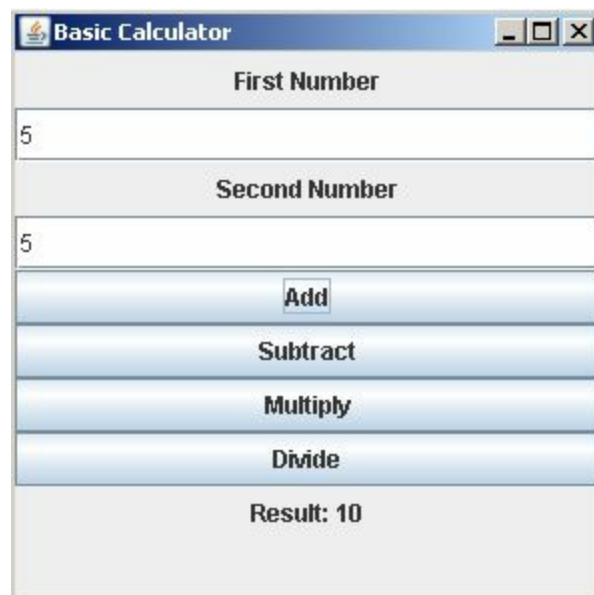 Basic Calculator
First Number
5
Second Number
5
Add
Subtract
Multiply
Divide
Result: 10